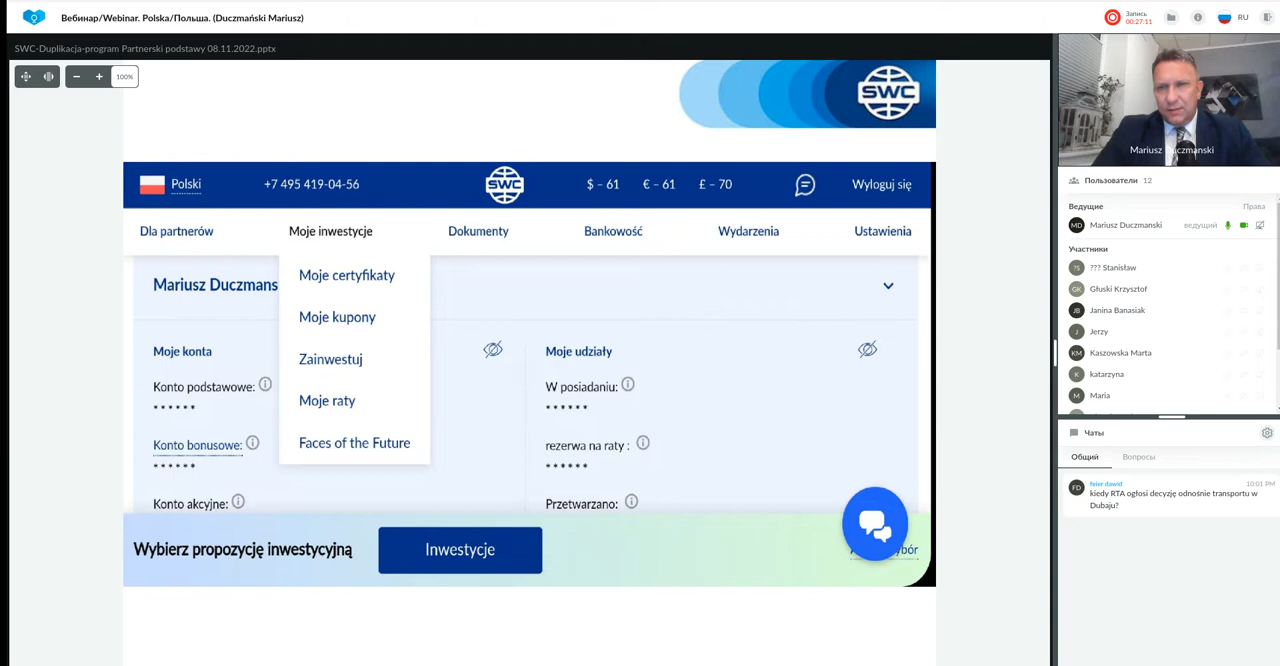 Вебинар/Webinar. Polska/Польша. (Duczmański Mariusz)
Запись
00:27:11
RU
SWC-Duplikacja-program Partnerski podstawy 08.11.2022.pptx
100%
SWC
Polski
+7 495 419-04-56
SWC
$ – 61
€ – 61
£ – 70
Wyloguj się
Dla partnerów
Moje inwestycje
Dokumenty
Bankowość
Wydarzenia
Ustawienia
Moje certyfikaty
Moje kupony
Zainwestuj
Moje raty
Faces of the Future
Mariusz Duczmans
Moje konta
Konto podstawowe:
******
Konto bonusowe:
******
Konto akcyjne:
Moje udziały
W posiadaniu:
******
rezerwa na raty :
******
Przetwarzano:
Wybierz propozycję inwestycyjną
Inwestycje
Mariusz Duczmanski
Пользователи 12
Ведущие
Права
MD
Mariusz Duczmanski
ведущий
Участники
?S
??? Stanisław
GK
Głuski Krzysztof
JB
Janina Banasiak
J
Jerzy
KM
Kaszowska Marta
K
katarzyna
M
Maria
Чаты
Общий
Вопросы
FD
feier dawid
10:01 PM
kiedy RTA ogłosi decyzję odnośnie transportu w
Dubaju?